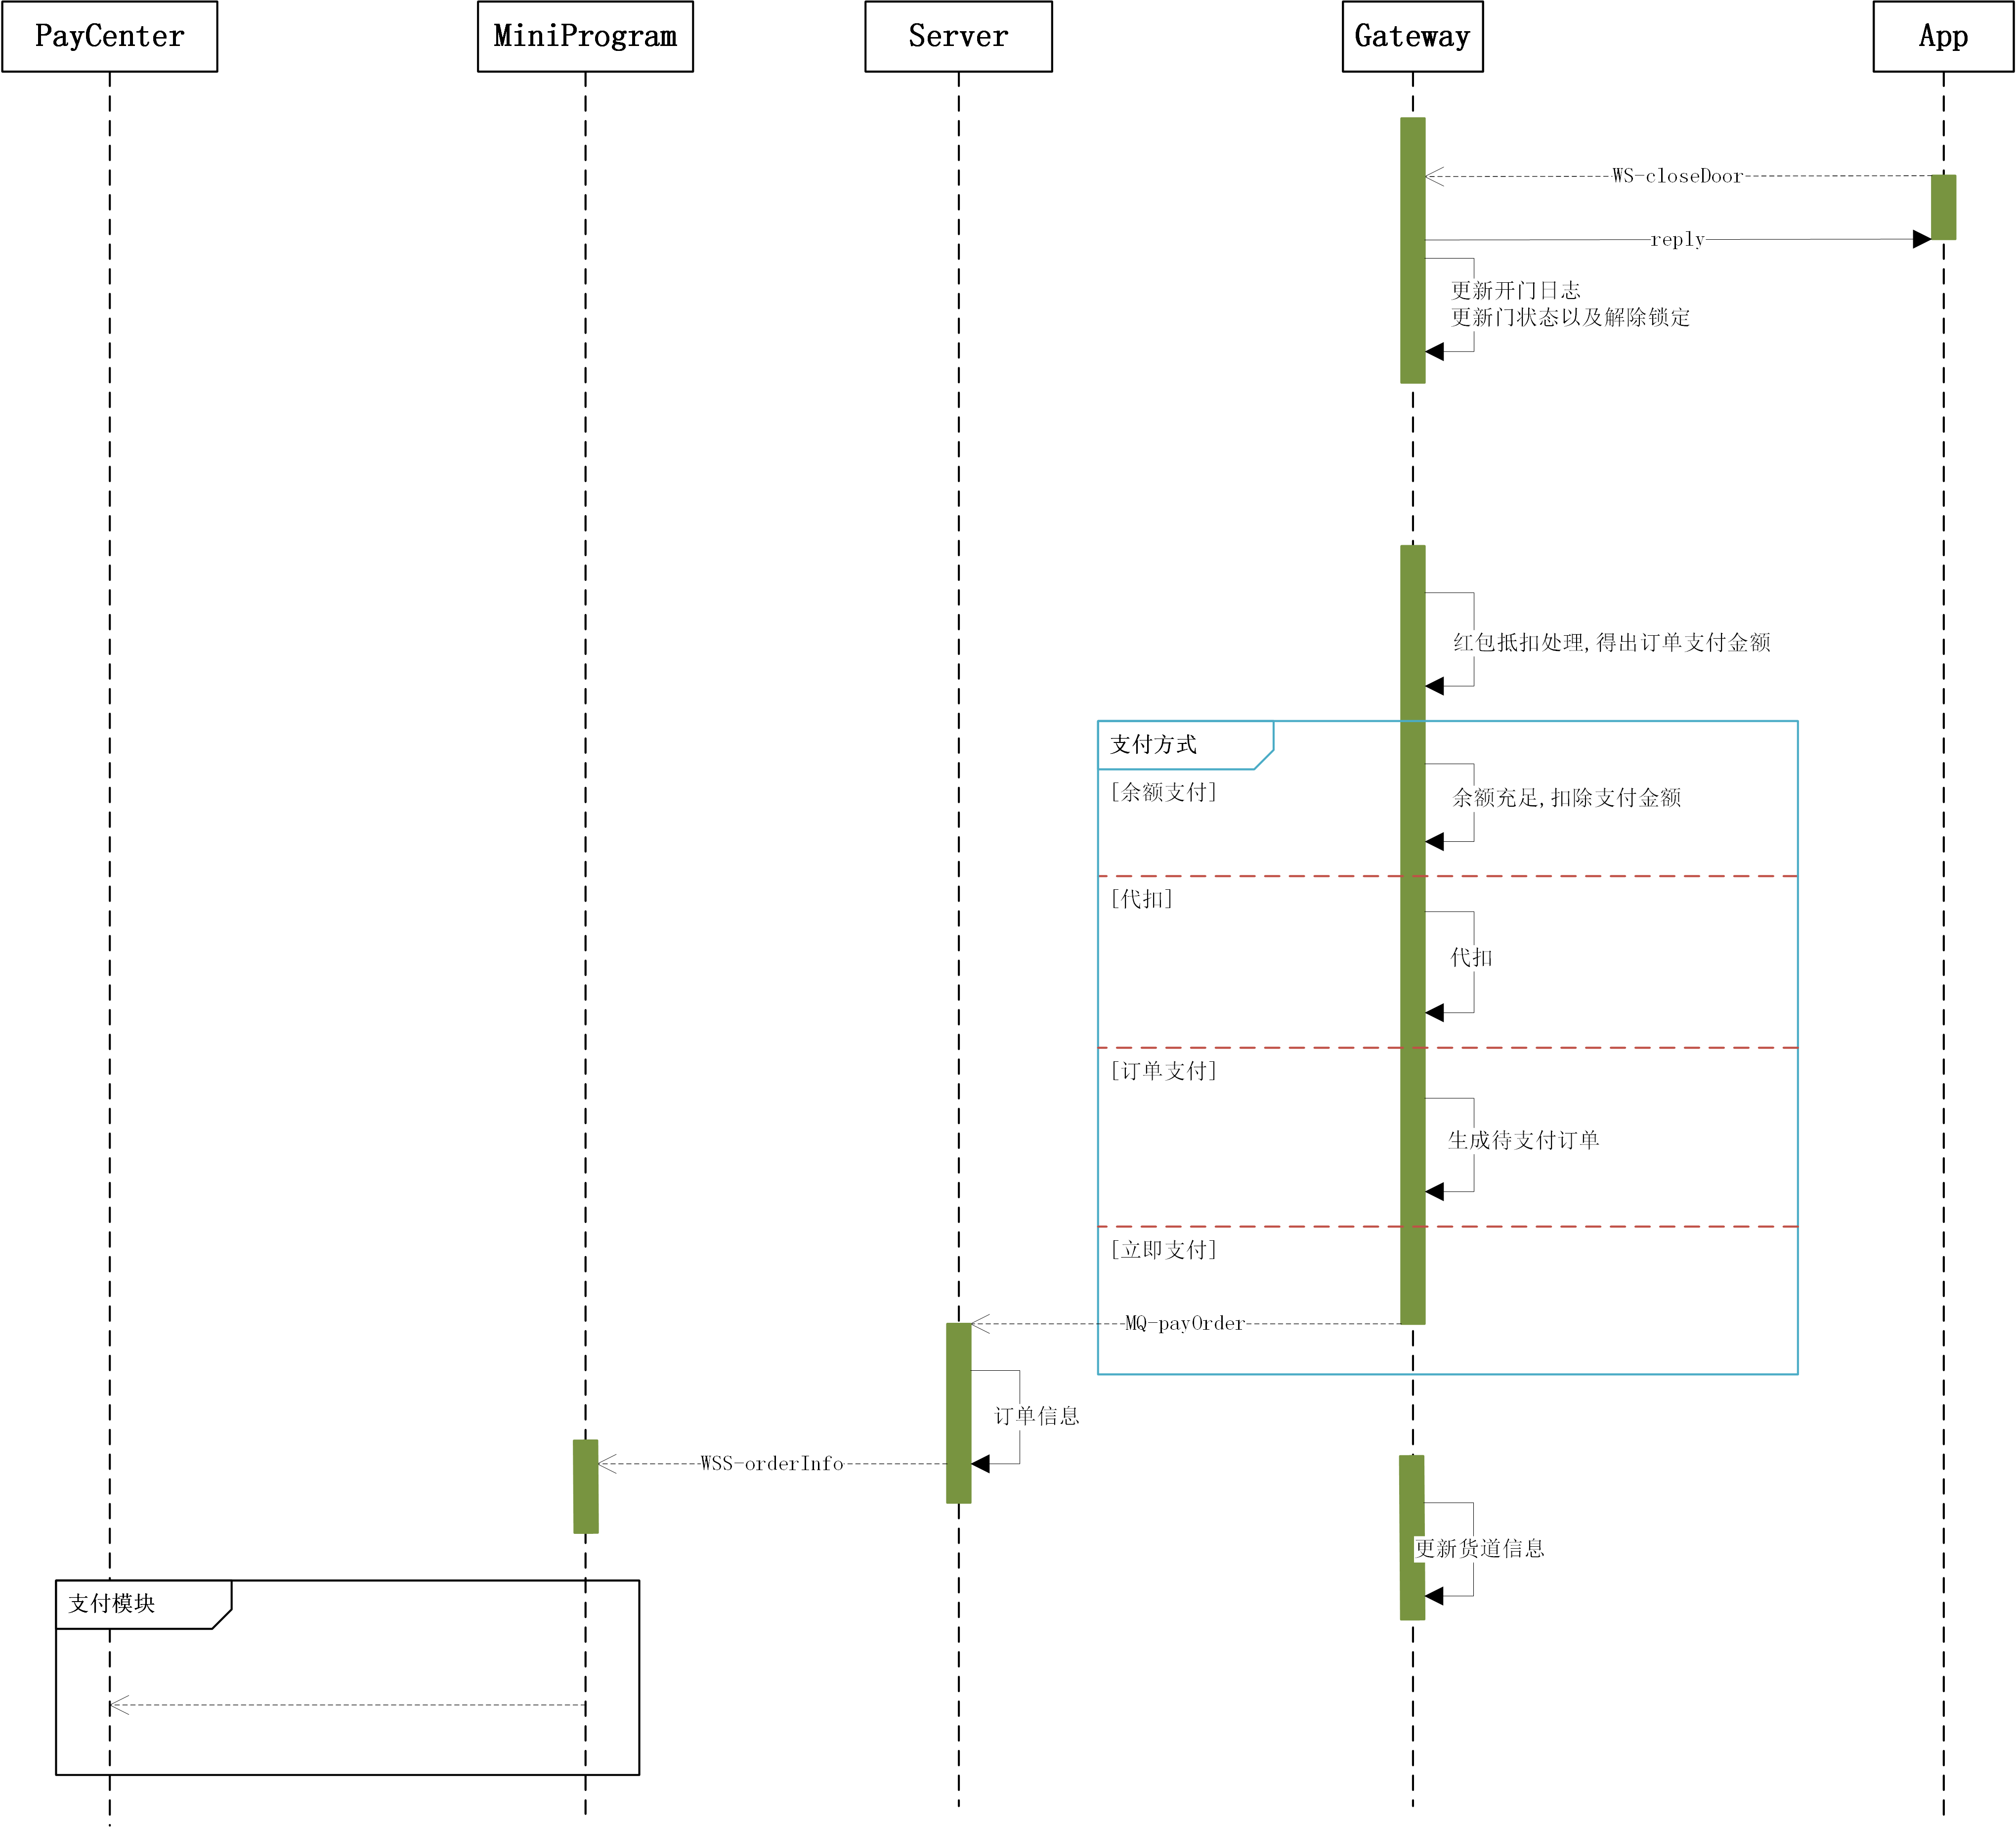 PayCenter
MiniProgram
Server
Gateway
App
WS-closeDoor
reply
更新开门日志
更新门状态以及解除锁定
红包抵扣处理,得出订单支付金额
支付方式
[余额支付]
余额充足,扣除支付金额
[代扣]
代扣
[订单支付]
生成待支付订单
[立即支付]
MQ-payOrder
订单信息
WSS-orderInfo
更新货道信息
支付模块